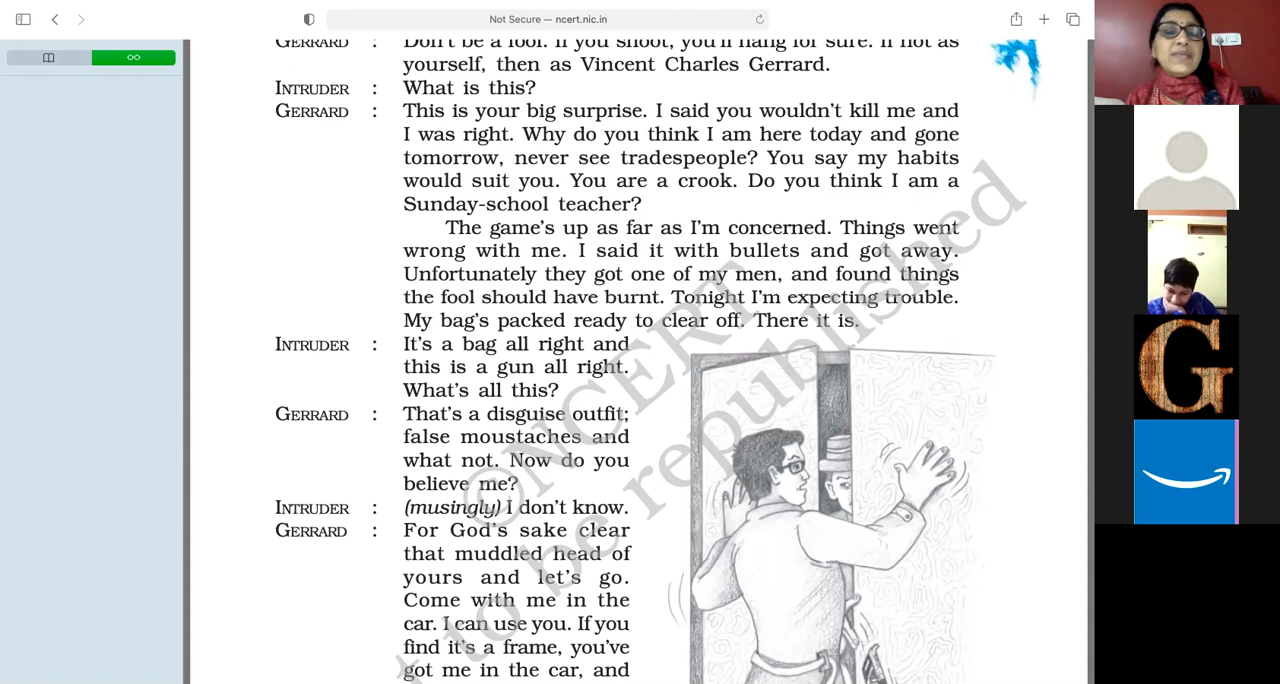 Not Secure — ncert.nic.in
GERRARD : Don't be a fool. If you shoot, you'll hang for sure. If not as
yourself, then as Vincent Charles Gerrard.
INTRUDER : What is this?
GERRARD : This is your big surprise. I said you wouldn't kill me and
I was right. Why do you think I am here today and gone
tomorrow, never see tradespeople? You say my habits
would suit you. You are a crook. Do you think I am a
Sunday-school teacher?
The game's up as far as I'm concerned. Things went
wrong with me. I said it with bullets and got away.
Unfortunately they got one of my men, and found things
the fool should have burnt. Tonight I'm expecting trouble.
My bag's packed ready to clear off. There it is.
INTRUDER : It's a bag all right and
this is a gun all right.
What's all this?
GERRARD : That's a disguise outfit;
false moustaches and
what not. Now do you
believe me?
INTRUDER : (musingly) I don't know.
GERRARD : For God's sake clear
that muddled head of
yours and let's go.
Come with me in the
car. I can use you. If you
find it's a frame, you've
got me in the car, and
©NCERT
to be republished
G